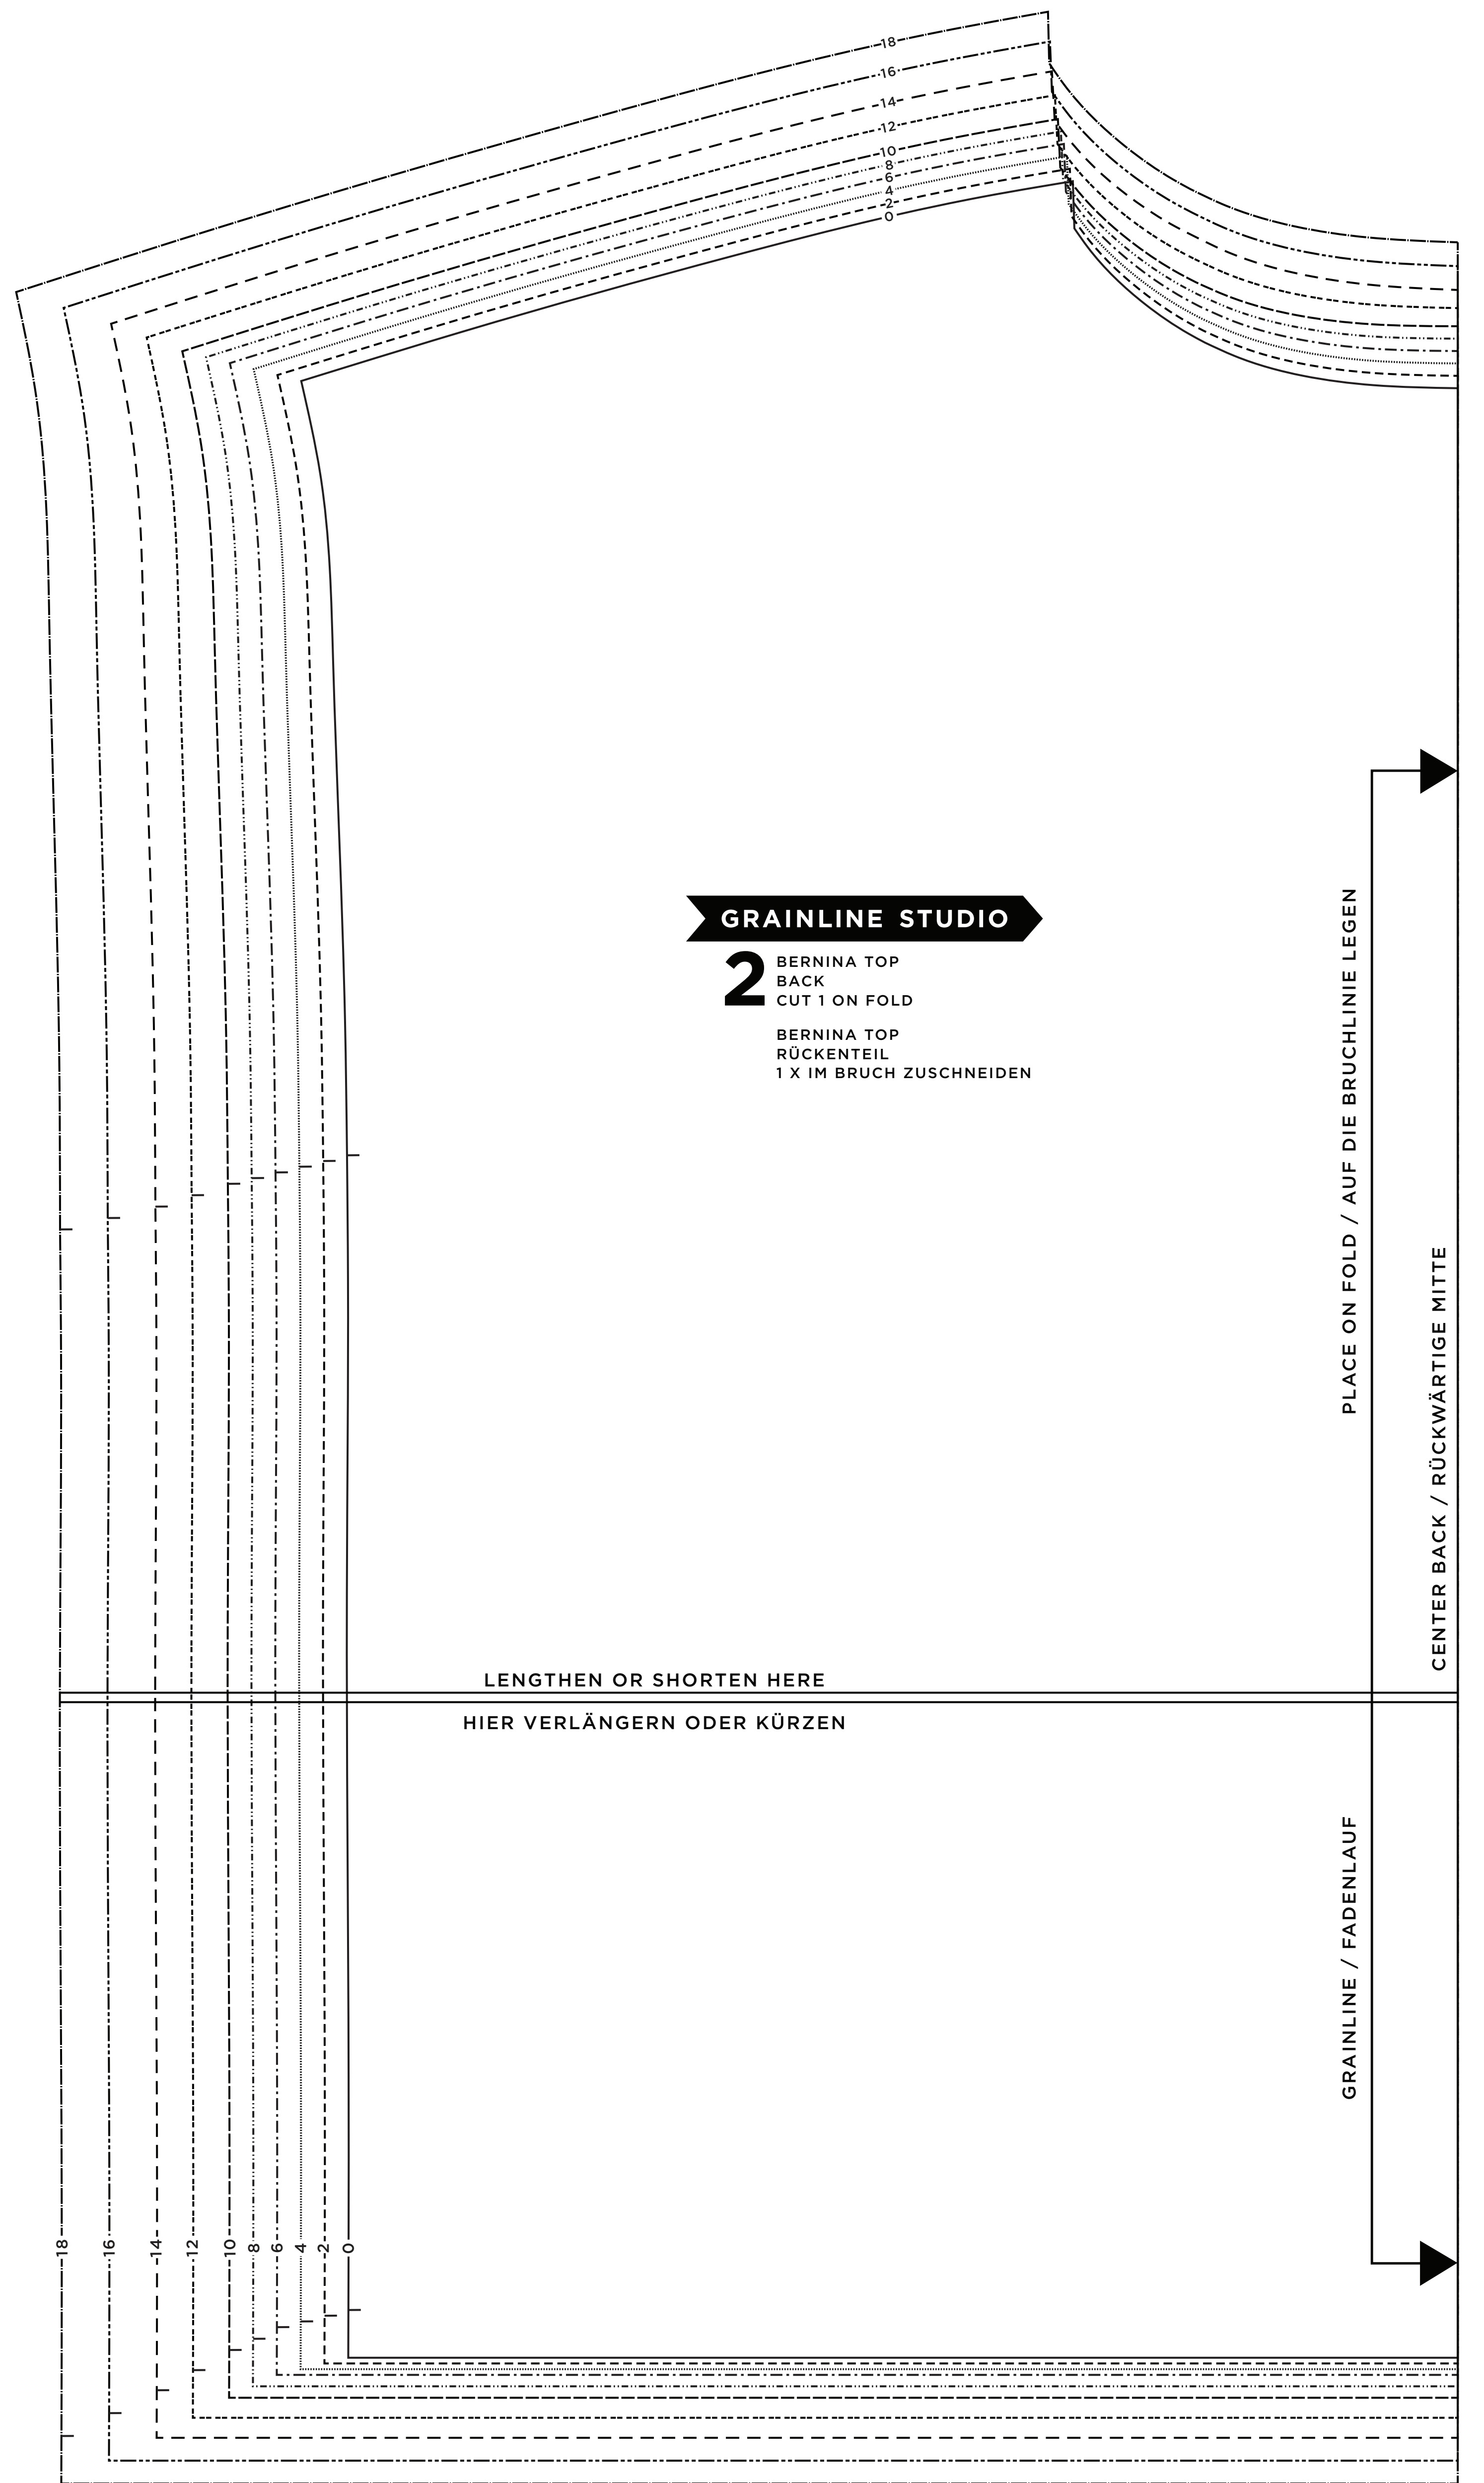 18
16
14
12
10
8
6
4
2
0
GRAINLINE STUDIO
2
BERNINA TOP
BACK
CUT 1 ON FOLD
BERNINA TOP
RÜCKENTEIL
1 X IM BRUCH ZUSCHNEIDEN
PLACE ON FOLD / AUF DIE BRUCHLINIE LEGEN
CENTER BACK / RÜCKWÄRTIGE MITTE
LENGTHEN OR SHORTEN HERE
HIER VERLÄNGERN ODER KÜRZEN
GRAINLINE / FADENLAUF
18
16
14
12
10
8
6
4
2
0